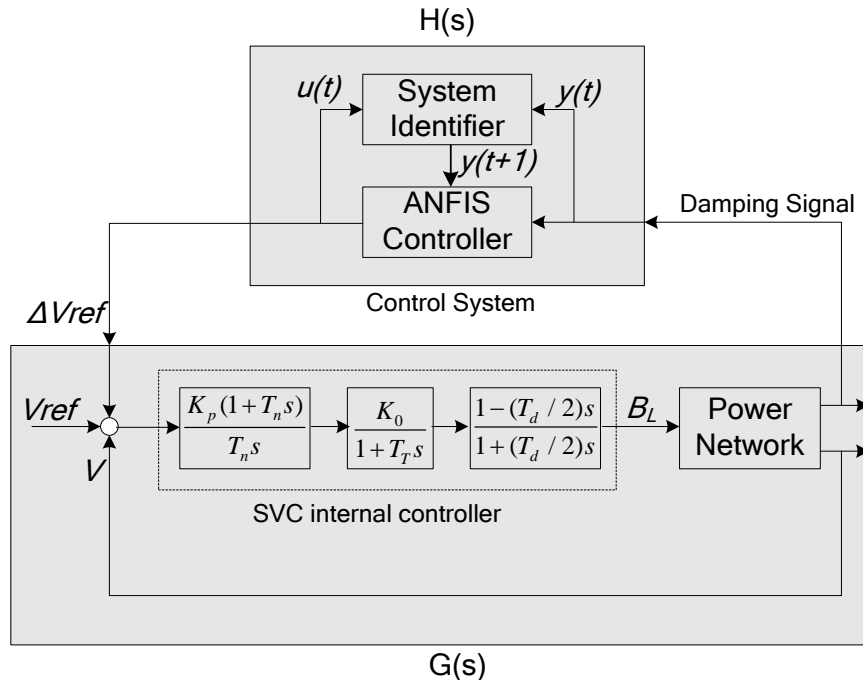 H(s)
u(t)
System
Identifier
y(t)
y(t+1)
ANFIS
Controller
Damping Signal
Control System
ΔVref
Vref
V
K_p(1+T_n s)
T_n s
K_0
1+T_T s
1-(T_d/2)s
1+(T_d/2)s
B_L
Power
Network
SVC internal controller
G(s)